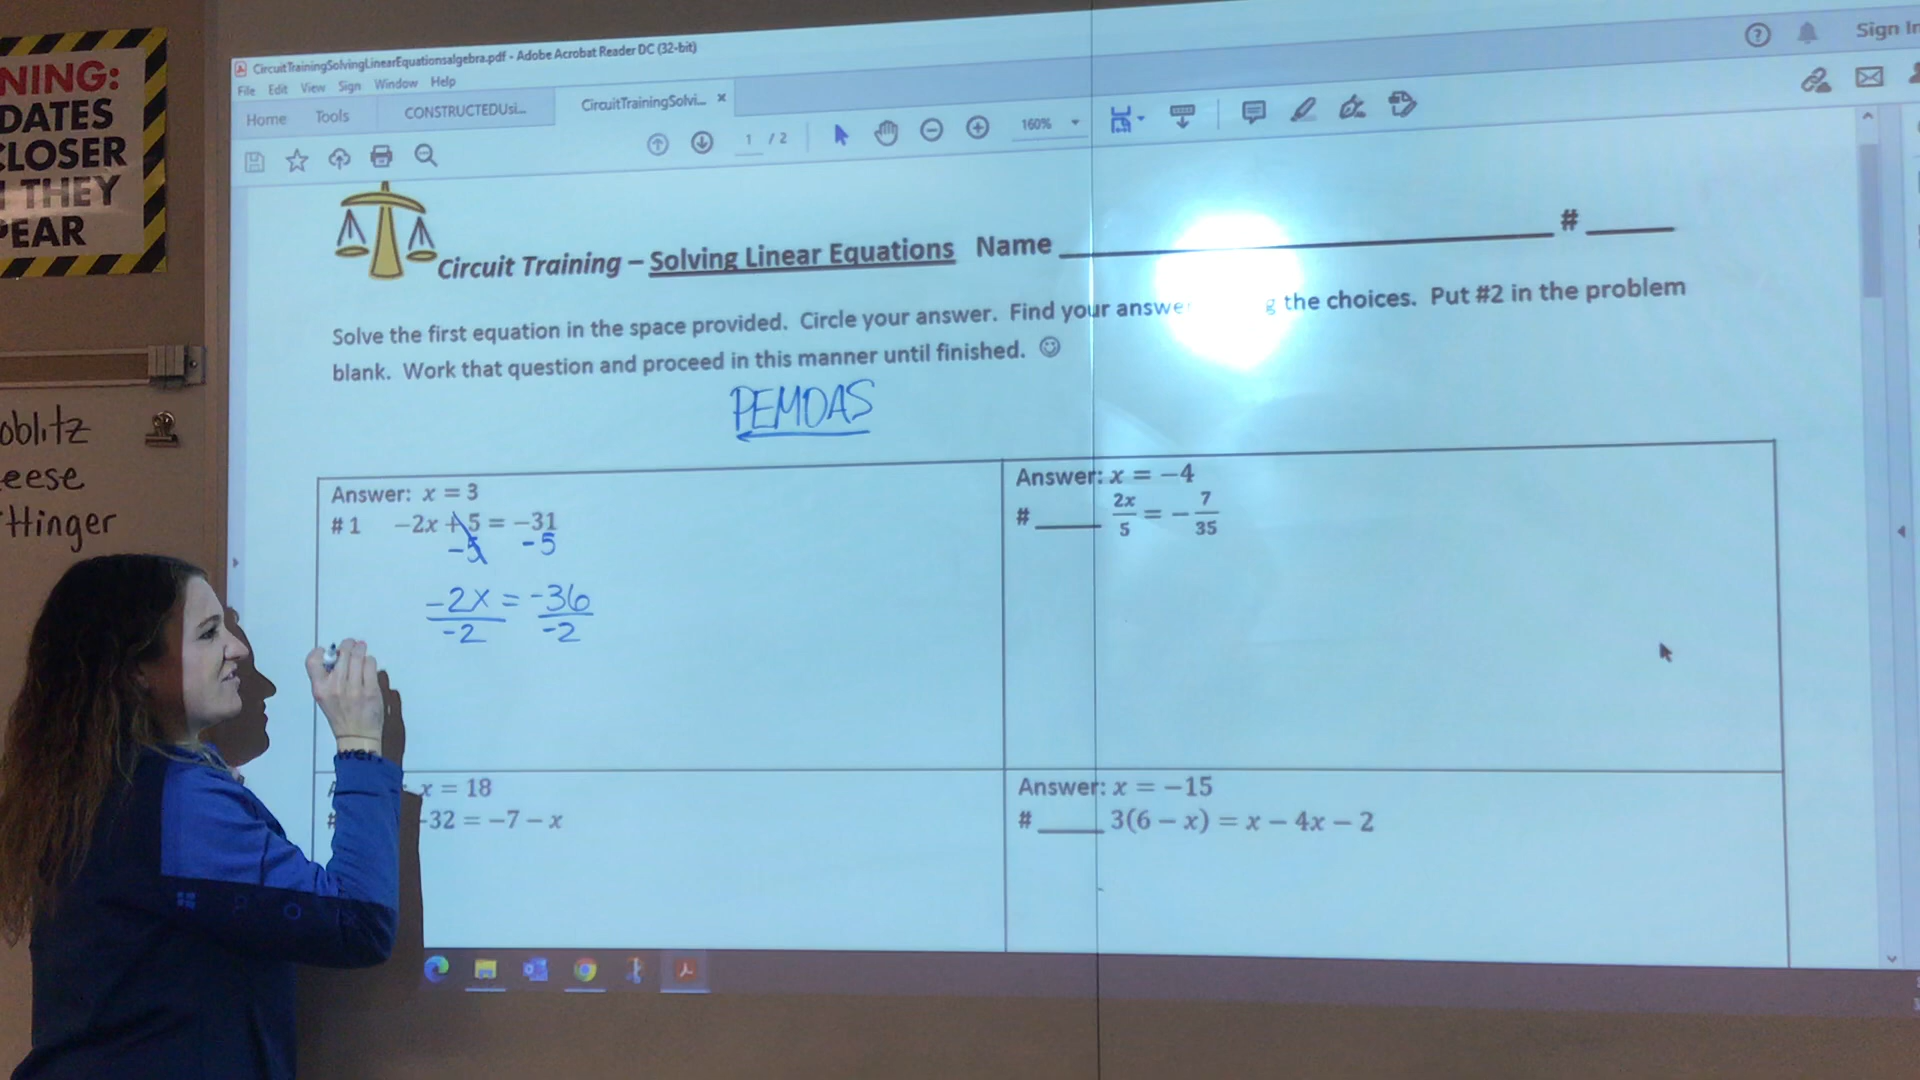 NING:
DATES
CLOSER
THEY
PEAR
oblitz
eese
Hinger
CircuitTrainingSolvingLinearEquationsalgebra.pdf - Adobe Acrobat Reader DC (32-bit)
File Edit View Sign Window Help
Home Tools CONSTRUCTEDUsi... CircuitTrainingSolvi... x
Sign In
1 / 2 160%
Circuit Training – Solving Linear Equations Name # 
Solve the first equation in the space provided. Circle your answer. Find your answe g the choices. Put #2 in the problem
blank. Work that question and proceed in this manner until finished. ☺
PEMDAS
Answer: x = 3
# 1 −2x + 5 = −31
−5 −5
−2x = −36
−2 −2
Answer: x = −4
# ____ 2x/5 = − 7/35
x = 18
32 = −7 − x
Answer: x = −15
# ____ 3(6 − x) = x − 4x − 2